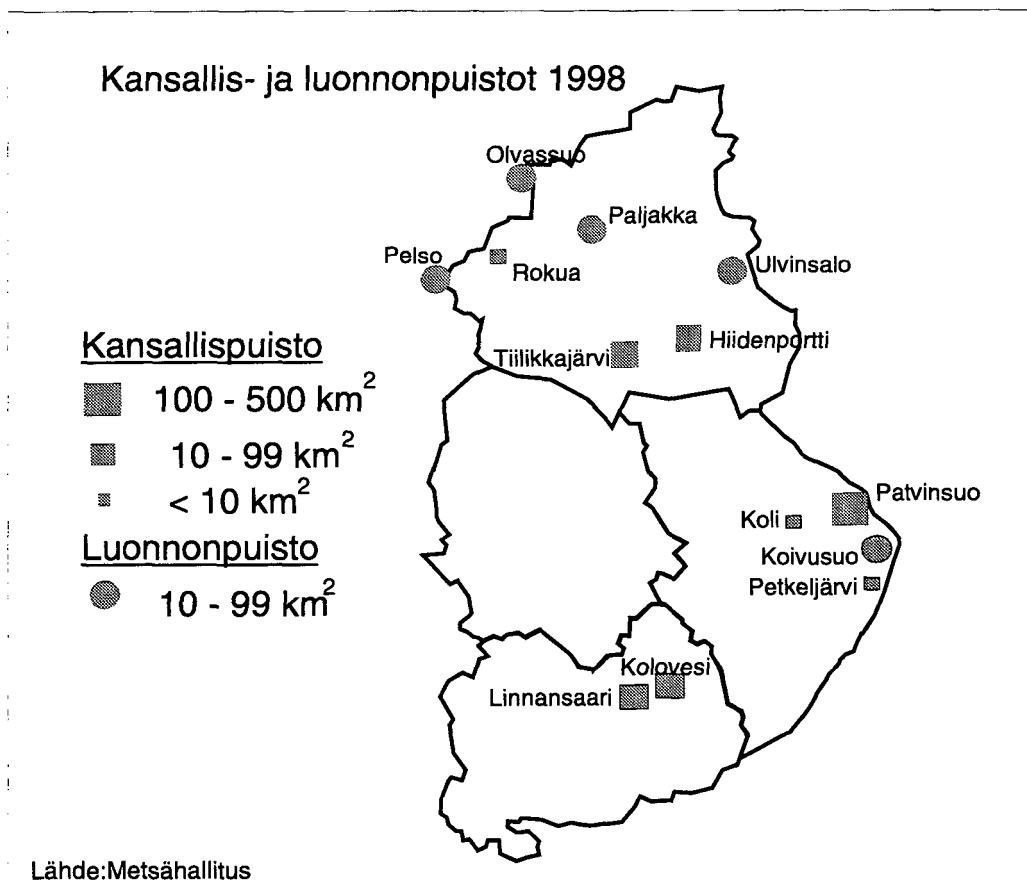 Kansallis- ja luonnonpuistot 1998
Olvassuo
Paljakka
Pelso
Rokua
Ulvinsalo
Hiidenportti
Tiilikkajärvi
Kansallispuisto
100 - 500 km²
10 - 99 km²
< 10 km²
Luonnonpuisto
10 - 99 km²
Patvinsuo
Koli
Koivusuo
Petkeljärvi
Kolovesi
Linnansaari
Lähde:Metsähallitus